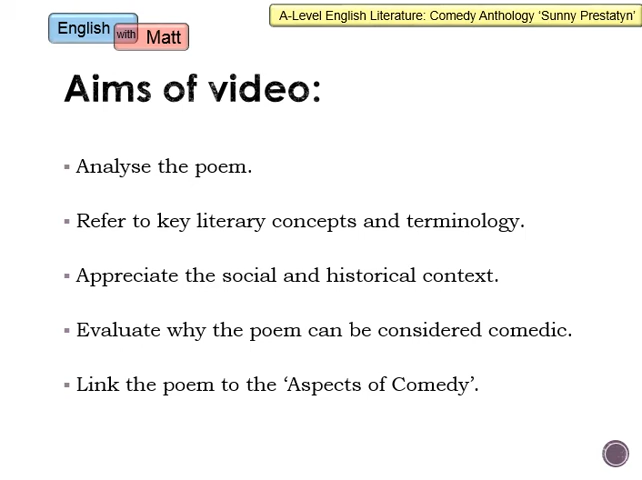 English with Matt
A-Level English Literature: Comedy Anthology ‘Sunny Prestatyn’
Aims of video:
▪ Analyse the poem.
▪ Refer to key literary concepts and terminology.
▪ Appreciate the social and historical context.
▪ Evaluate why the poem can be considered comedic.
▪ Link the poem to the ‘Aspects of Comedy’.